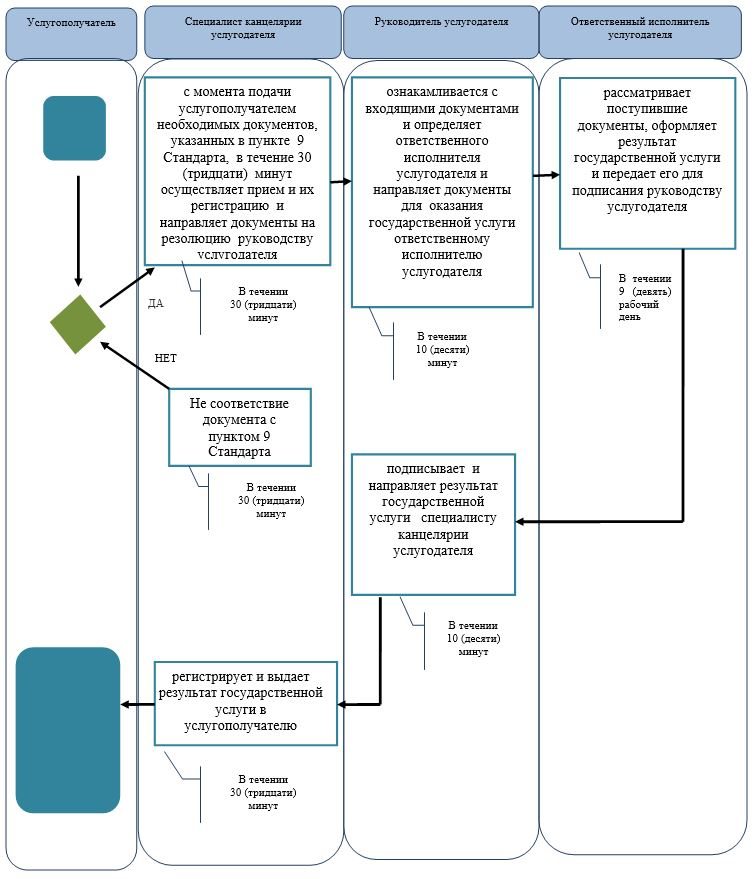 Услугополучатель
Специалист канцелярии
услугодателя
Руководитель услугодателя
Ответственный исполнитель
услугодателя
с момента подачи
услугополучателем
необходимых документов,
указанных в пункте 9
Стандарта, в течение 30
(тридцати) минут
осуществляет прием и их
регистрацию и
направляет документы на
резолюцию руководству
услугодателя
ознакамливается с
входящими документами
и определяет
ответственного
исполнителя
услугодателя и
направляет документы
для оказания
государственной услуги
ответственному
исполнителю
услугодателя
рассматривает
поступившие
документы, оформляет
результат
государственной услуги
и передает его для
подписания руководству
услугодателя
В течении
30 (тридцати)
минут
В течении
10 (десяти)
минут
В течении
9 (девять)
рабочий
день
ДА
НЕТ
Не соответствие
документа с
пунктом 9
Стандарта
В течении
30 (тридцати)
минут
подписывает и
направляет результат
государственной
услуги специалисту
канцелярии
услугодателя
В течении
10 (десяти)
минут
регистрирует и выдает
результат государственной
услуги в
услугополучателю
В течении
30 (тридцати)
минут